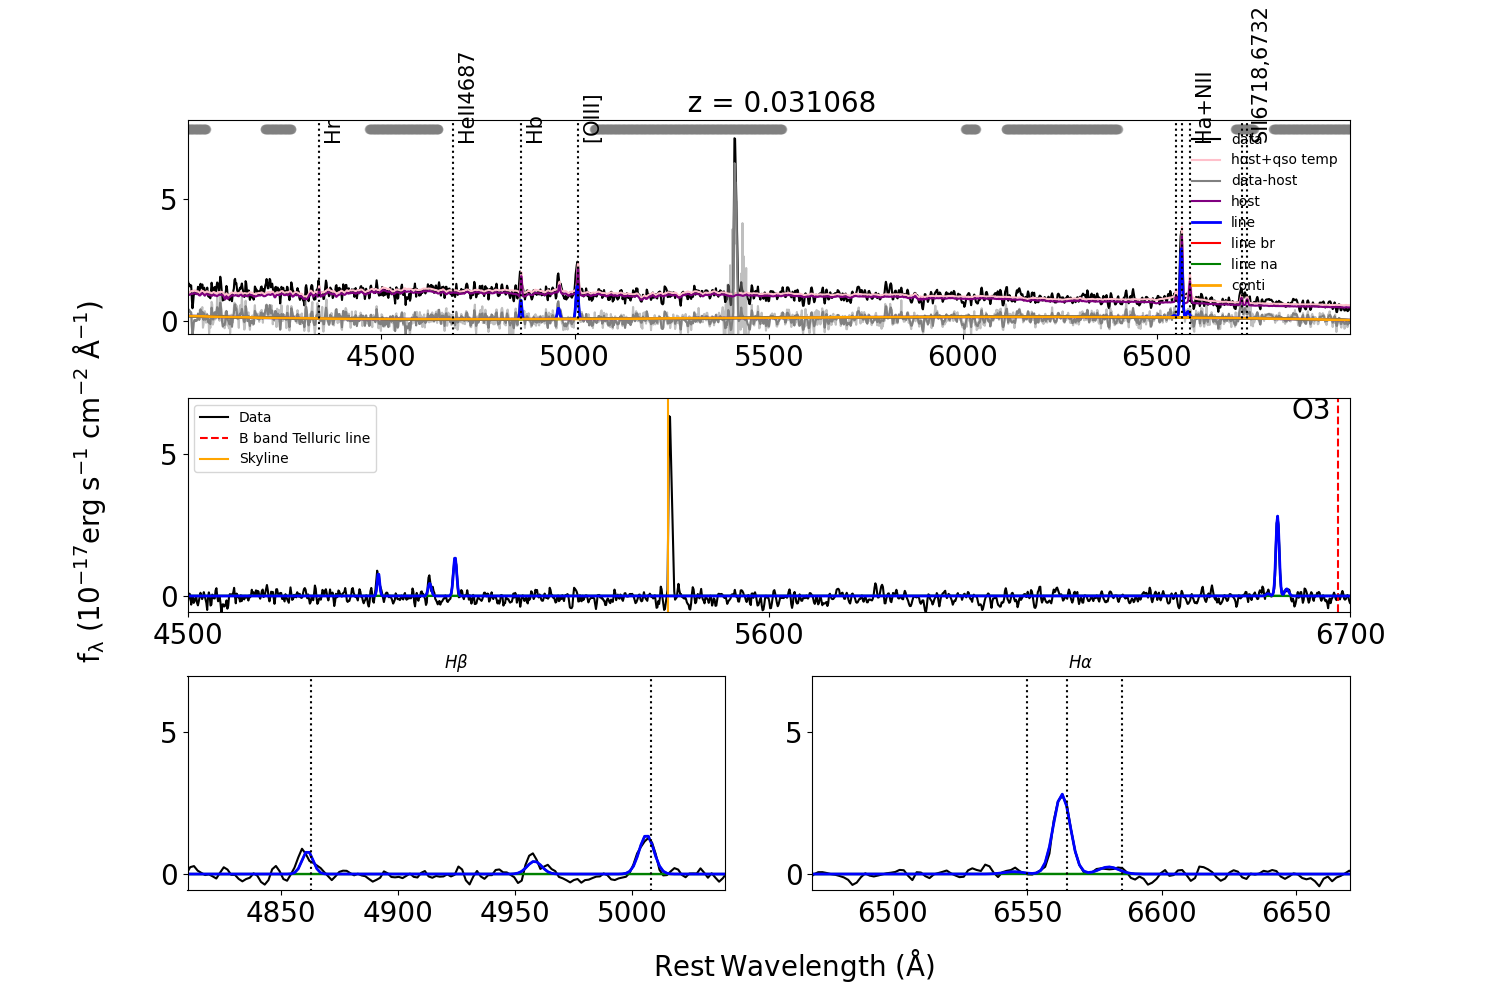 z = 0.031068
Hr
HeII4687
Hb
[OIII]
Ha+NII
SII6718,6732
data
host+qso temp
data-host
host
line
line br
line na
conti
5
0
4500
5000
5500
6000
6500
fλ (10−17erg s−1 cm−2 Å−1)
Data
B band Telluric line
Skyline
O3
5
0
4500
5600
6700
Hβ
5
0
4850
4900
4950
5000
Hα
5
0
6500
6550
6600
6650
Rest Wavelength (Å)